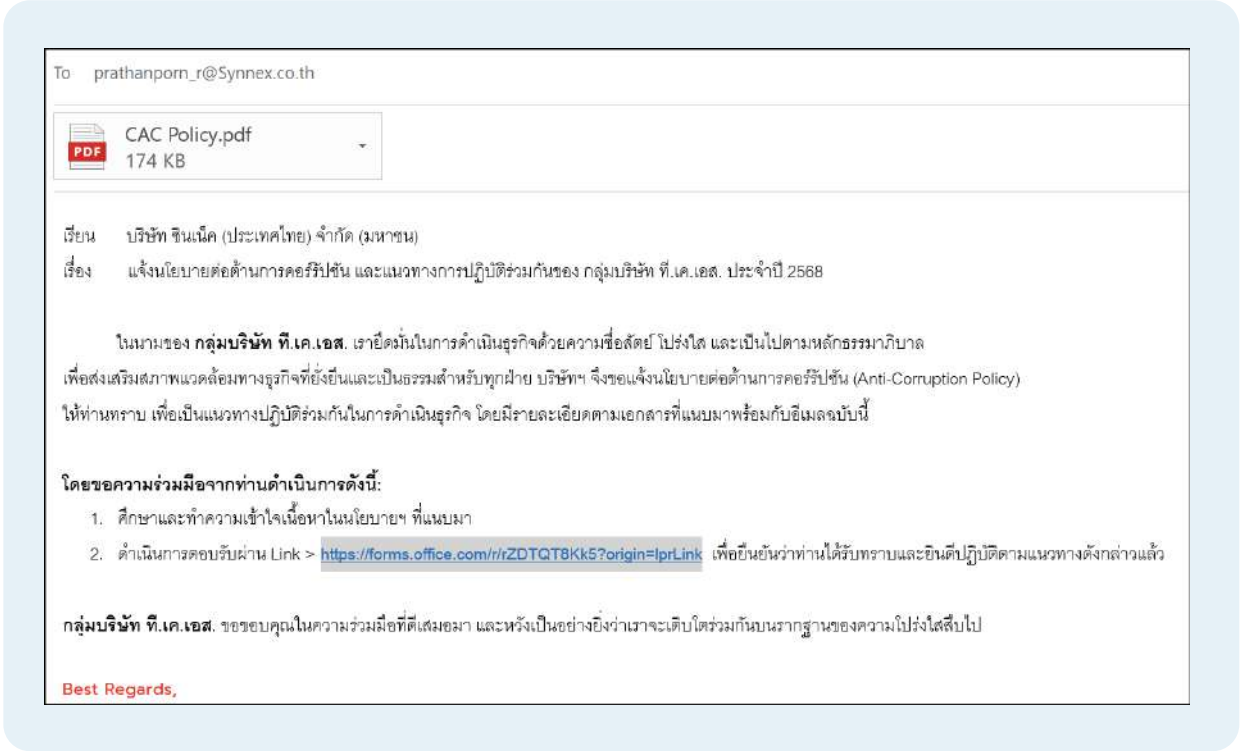 To prathanporn_r@Synnex.co.th
CAC Policy.pdf
PDF
174 KB
เรียน บริษัท ซินเน็ค (ประเทศไทย) จำกัด (มหาชน)
เรื่อง แจ้งนโยบายต่อต้านการคอร์รัปชัน และแนวทางการปฏิบัติร่วมกันของ กลุ่มบริษัท ที.เค.เอส. ประจำปี 2568
ในนามของ กลุ่มบริษัท ที.เค.เอส. เรายึดมั่นในการดำเนินธุรกิจด้วยความซื่อสัตย์ โปร่งใส และเป็นไปตามหลักธรรมาภิบาล
เพื่อส่งเสริมสภาพแวดล้อมทางธุรกิจที่ยั่งยืนและเป็นธรรมสำหรับทุกฝ่าย บริษัทฯ จึงขอแจ้งนโยบายต่อต้านการคอร์รัปชัน (Anti-Corruption Policy)
ให้ท่านทราบ เพื่อเป็นแนวทางปฏิบัติร่วมกันในการดำเนินธุรกิจ โดยมีรายละเอียดตามเอกสารที่แนบมาพร้อมกับอีเมลฉบับนี้
โดยขอความร่วมมือจากท่านดำเนินการดังนี้:
1. ศึกษาและทำความเข้าใจเนื้อหาในนโยบายฯ ที่แนบมา
2. ดำเนินการตอบรับผ่าน Link > https://forms.office.com/r/rZDTQT8Kk5?origin=lprLink เพื่อยืนยันว่าท่านได้รับทราบและยินดีปฏิบัติตามแนวทางดังกล่าวแล้ว
กลุ่มบริษัท ที.เค.เอส. ขอขอบคุณในความร่วมมือที่ดีเสมอมา และหวังเป็นอย่างยิ่งว่าเราจะเติบโตร่วมกันบนรากฐานของความโปร่งใสสืบไป
Best Regards,